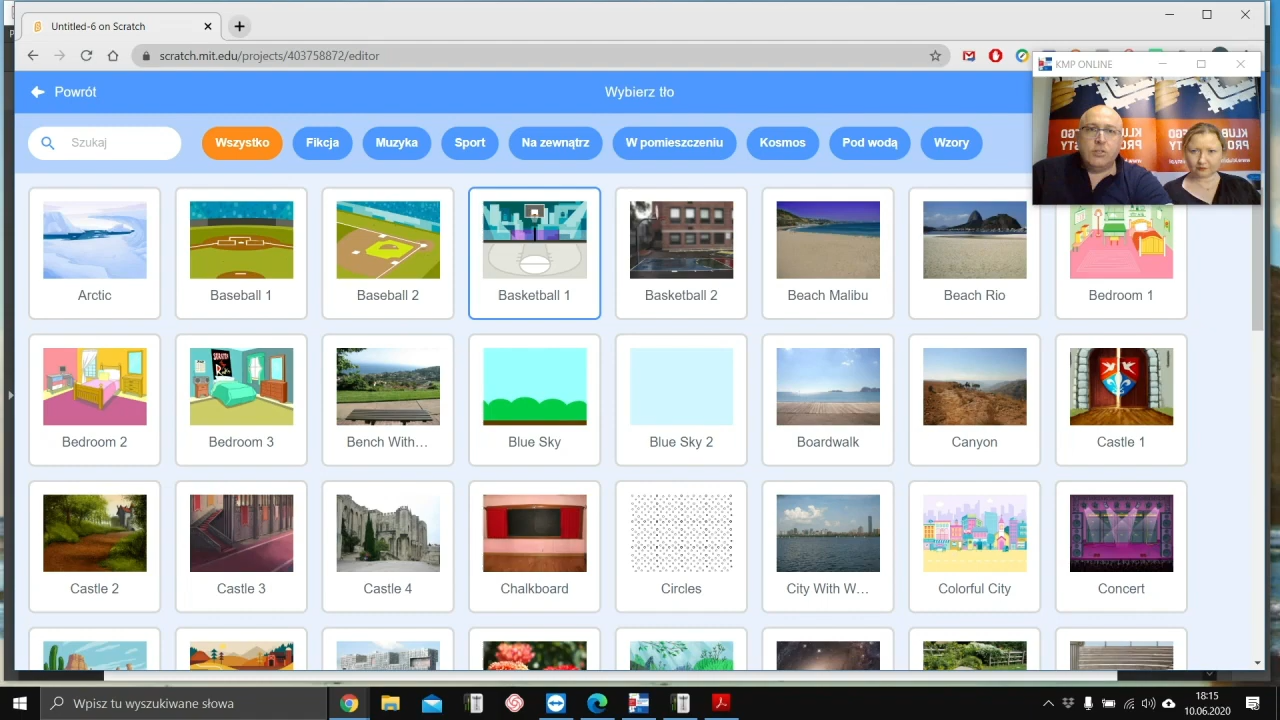 Untitled-6 on Scratch
scratch.mit.edu/projects/403758872/editor
KMP ONLINE
Powrót
Wybierz tło
Szukaj
Wszystko
Fikcja
Muzyka
Sport
Na zewnątrz
W pomieszczeniu
Kosmos
Pod wodą
Wzory
Arctic
Baseball 1
Baseball 2
Basketball 1
Basketball 2
Beach Malibu
Beach Rio
Bedroom 1
Bedroom 2
Bedroom 3
Bench With…
Blue Sky
Blue Sky 2
Boardwalk
Canyon
Castle 1
Castle 2
Castle 3
Castle 4
Chalkboard
Circles
City With W…
Colorful City
Concert
Wpisz tu wyszukiwane słowa
18:15
10.06.2020